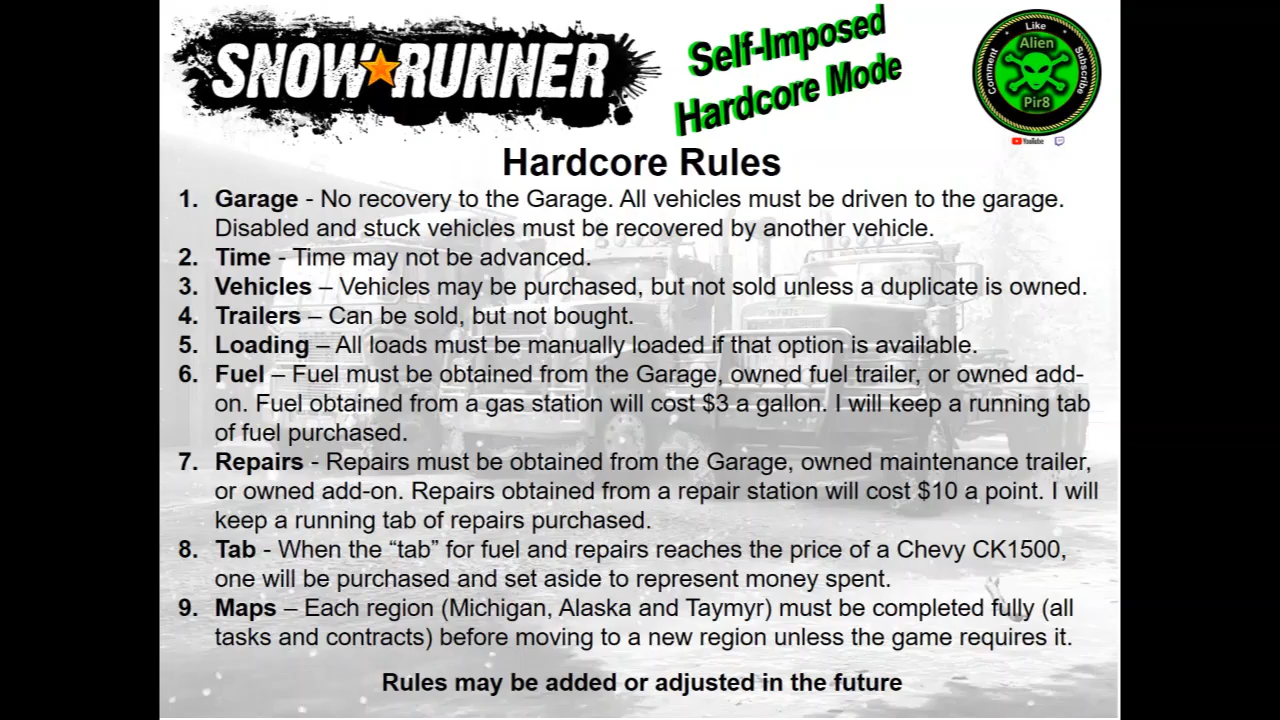 SNOWRUNNER
Self-Imposed
Hardcore Mode
Comment Like Subscribe
Alien
Pir8
YouTube
Hardcore Rules
1. Garage - No recovery to the Garage. All vehicles must be driven to the garage.
Disabled and stuck vehicles must be recovered by another vehicle.
2. Time - Time may not be advanced.
3. Vehicles – Vehicles may be purchased, but not sold unless a duplicate is owned.
4. Trailers – Can be sold, but not bought.
5. Loading – All loads must be manually loaded if that option is available.
6. Fuel – Fuel must be obtained from the Garage, owned fuel trailer, or owned add-
on. Fuel obtained from a gas station will cost $3 a gallon. I will keep a running tab
of fuel purchased.
7. Repairs - Repairs must be obtained from the Garage, owned maintenance trailer,
or owned add-on. Repairs obtained from a repair station will cost $10 a point. I will
keep a running tab of repairs purchased.
8. Tab - When the “tab” for fuel and repairs reaches the price of a Chevy CK1500,
one will be purchased and set aside to represent money spent.
9. Maps – Each region (Michigan, Alaska and Taymyr) must be completed fully (all
tasks and contracts) before moving to a new region unless the game requires it.
Rules may be added or adjusted in the future